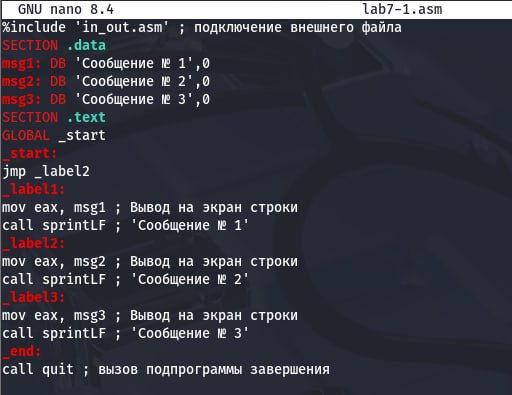 GNU nano 8.4 lab7-1.asm
%include 'in_out.asm' ; подключение внешнего файла
SECTION .data
msg1: DB 'Сообщение № 1',0
msg2: DB 'Сообщение № 2',0
msg3: DB 'Сообщение № 3',0
SECTION .text
GLOBAL _start
_start:
jmp _label2
_label1:
mov eax, msg1 ; Вывод на экран строки
call sprintLF ; 'Сообщение № 1'
_label2:
mov eax, msg2 ; Вывод на экран строки
call sprintLF ; 'Сообщение № 2'
_label3:
mov eax, msg3 ; Вывод на экран строки
call sprintLF ; 'Сообщение № 3'
_end:
call quit ; вызов подпрограммы завершения